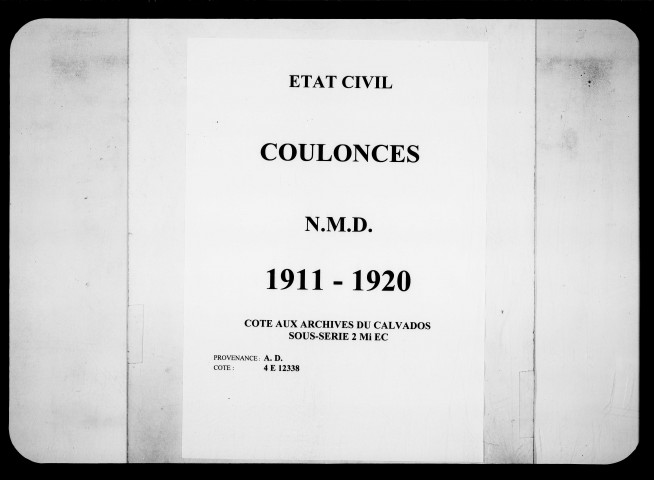 ETAT CIVIL
COULONCES
N.M.D.
1911 - 1920
COTE AUX ARCHIVES DU CALVADOS
SOUS-SERIE 2 Mi EC
PROVENANCE: A. D.
COTE : 4 E 12338